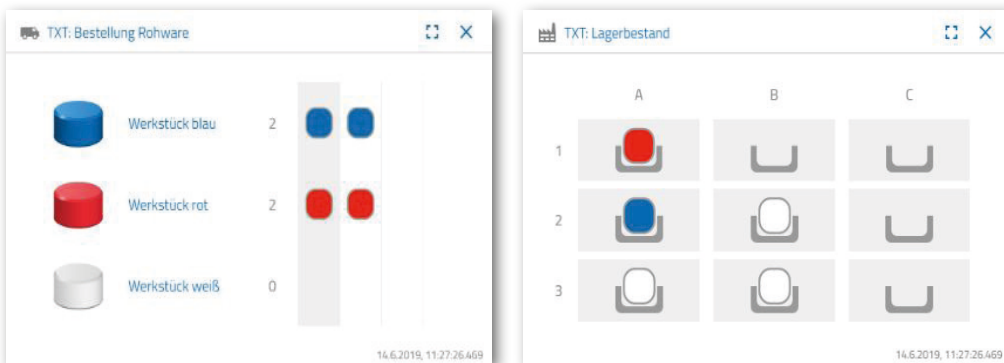 TXT: Bestellung Rohware
Werkstück blau 2
Werkstück rot 2
Werkstück weiß 0
14.6.2019, 11:27:26.469
TXT: Lagerbestand
A B C
1
2
3
14.6.2019, 11:27:26.469